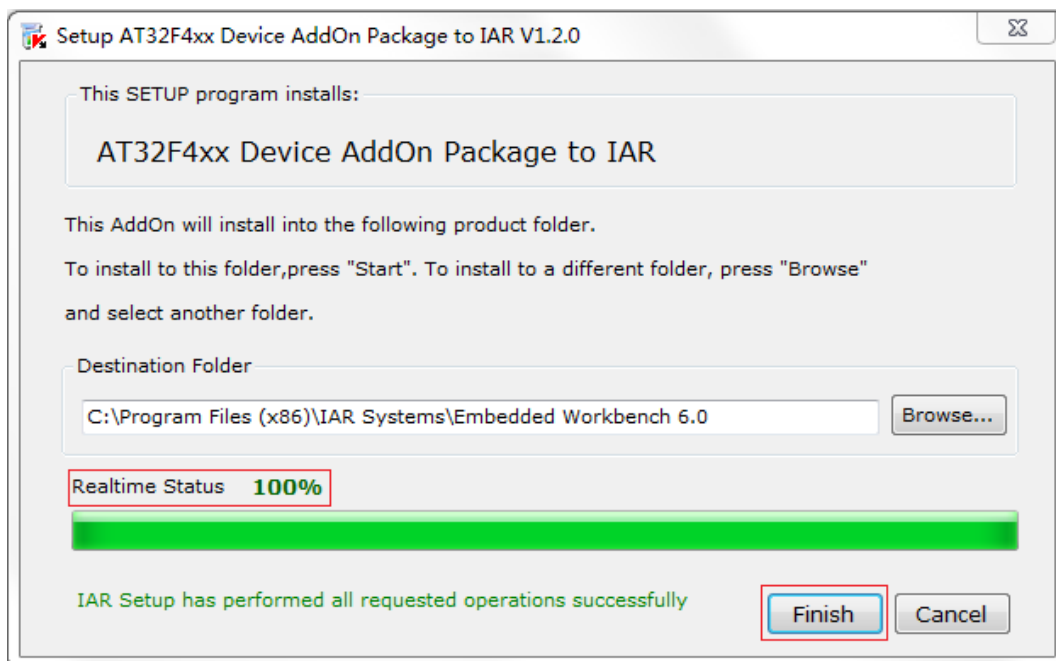 Setup AT32F4xx Device AddOn Package to IAR V1.2.0
This SETUP program installs:
AT32F4xx Device AddOn Package to IAR
This AddOn will install into the following product folder.
To install to this folder,press "Start". To install to a different folder, press "Browse"
and select another folder.
Destination Folder
C:\Program Files (x86)\IAR Systems\Embedded Workbench 6.0
Browse...
Realtime Status 100%
IAR Setup has performed all requested operations successfully
Finish
Cancel